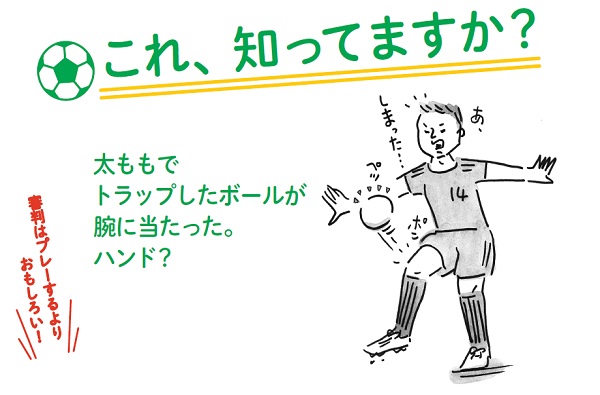 これ、知ってますか?
太ももで
トラップしたボールが
腕に当たった。
ハンド?
審判はプレーするより
おもしろい!
あ、
しまった…
ペッ
ポン
14